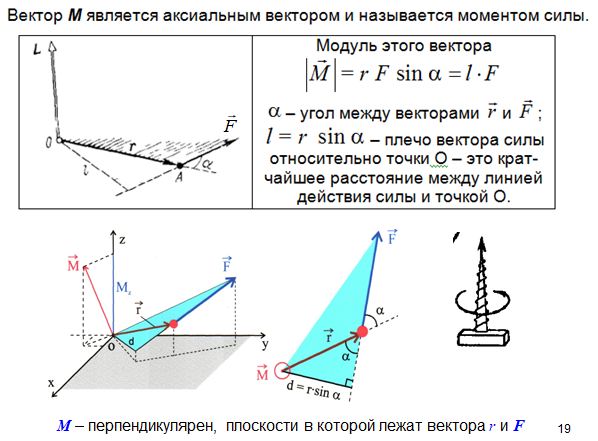 Вектор M является аксиальным вектором и называется моментом силы.
L
O
r
l
A
α
F⃗
Модуль этого вектора
|M⃗| = r F sin α = l · F
α – угол между векторами r⃗ и F⃗ ;
l = r sin α – плечо вектора силы
относительно точки О – это крат-
чайшее расстояние между линией
действия силы и точкой О.
z
M⃗
M_z
F⃗
r⃗
d
O
y
x
F⃗
α
r⃗
α
M⃗
d = r·sin α
M – перпендикулярен, плоскости в которой лежат вектора r и F
19